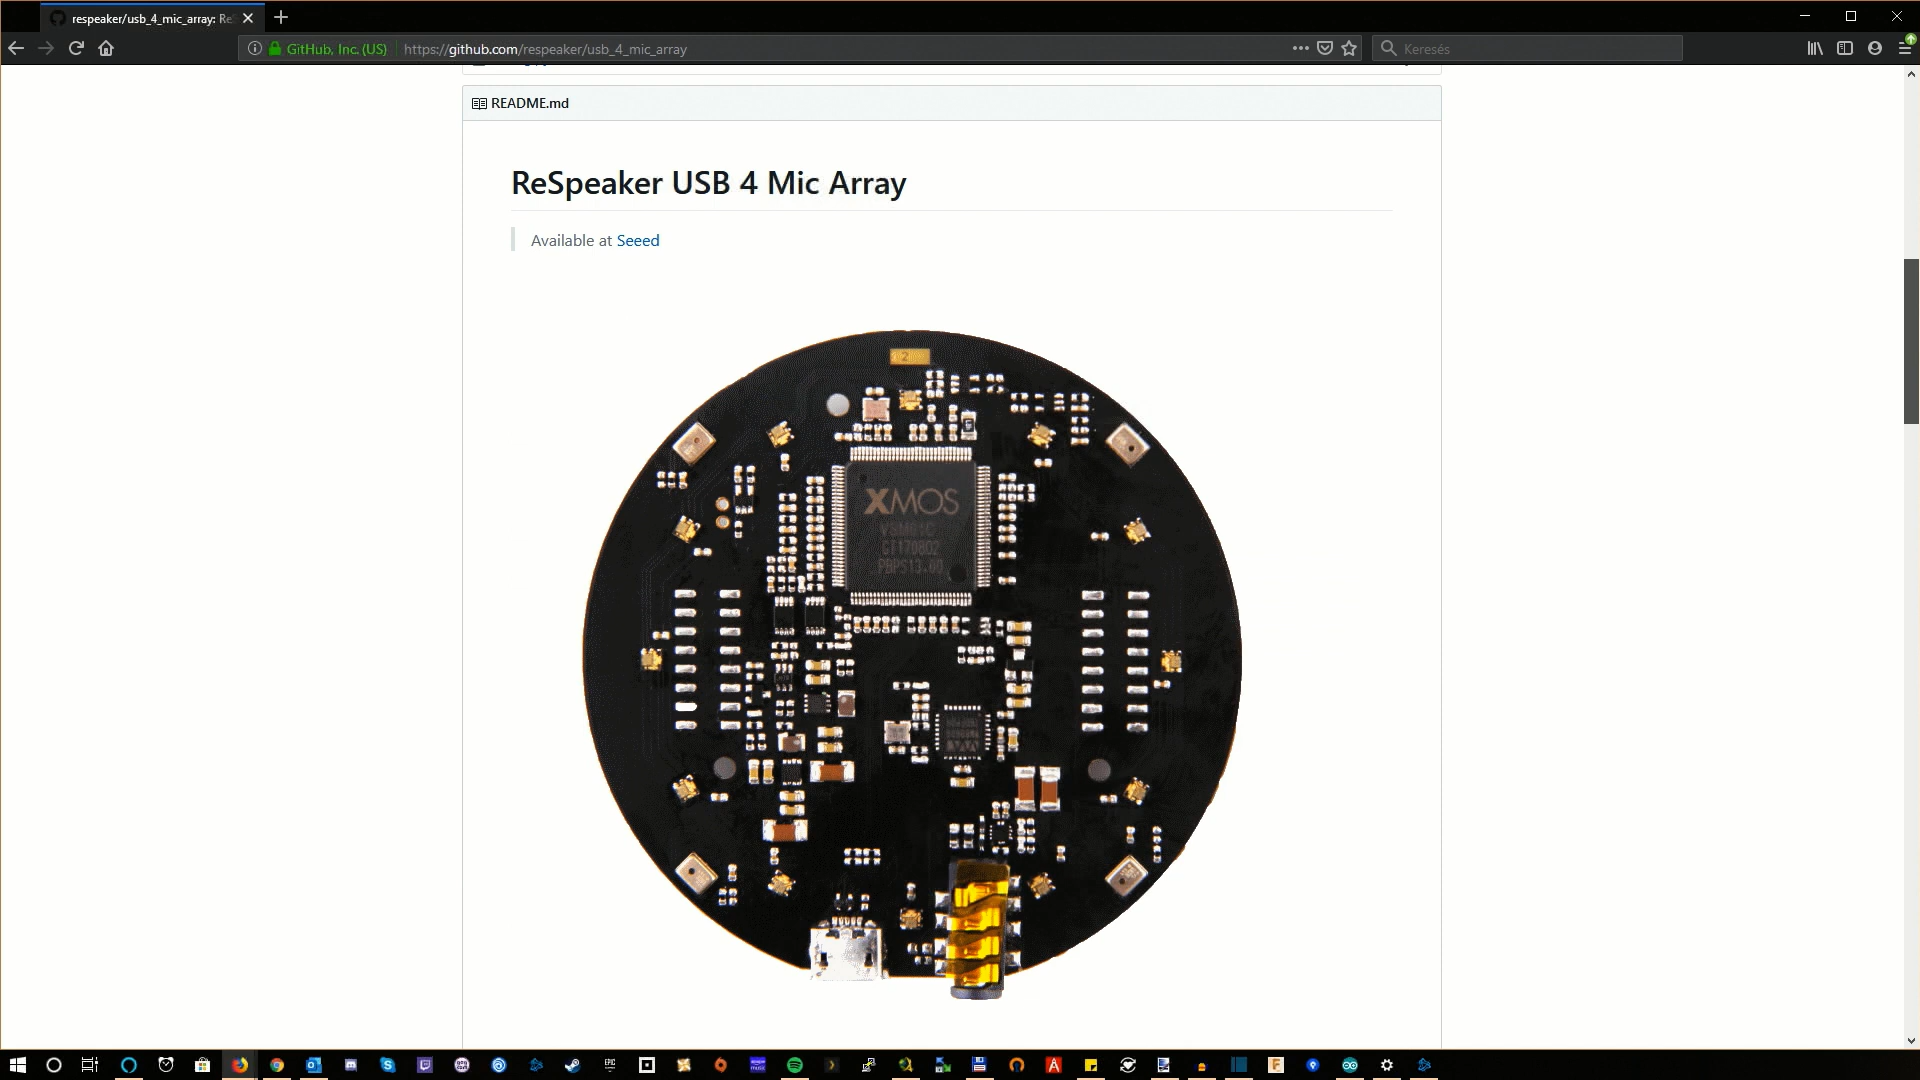 respeaker/usb_4_mic_array: Re
GitHub, Inc. (US)
https://github.com/respeaker/usb_4_mic_array
Keresés
README.md
ReSpeaker USB 4 Mic Array
Available at Seeed
XMOS